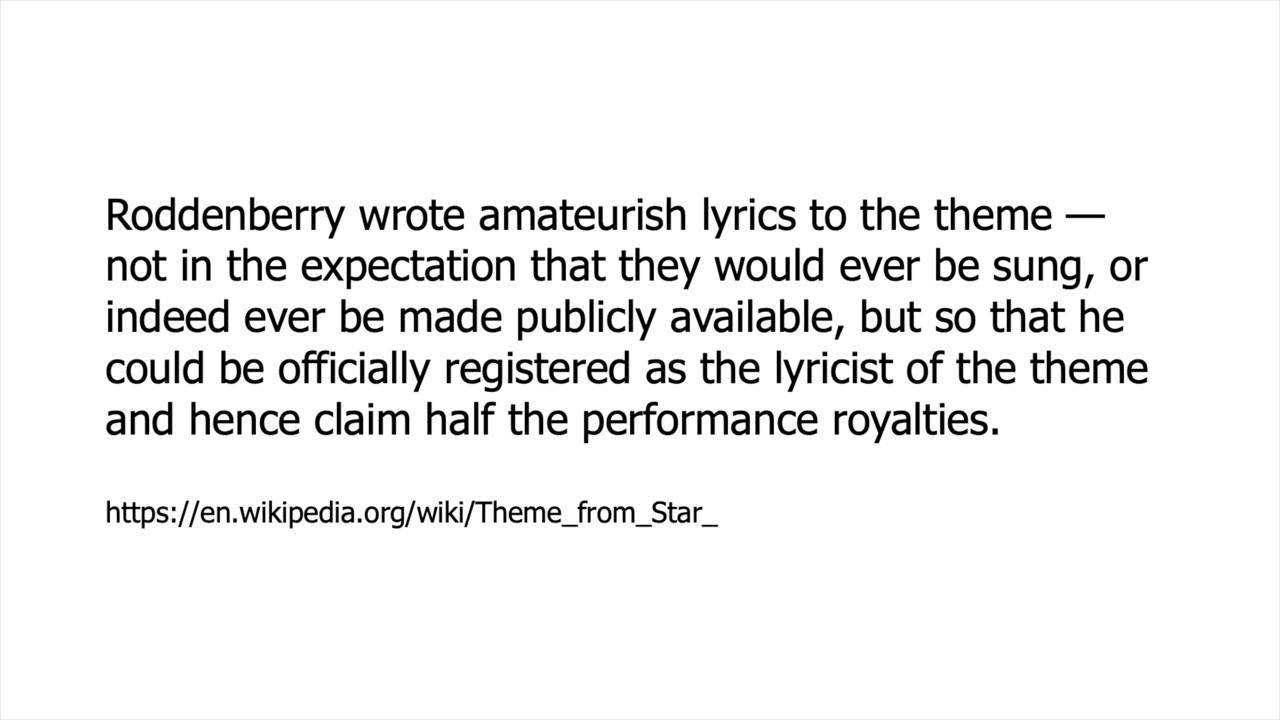 Roddenberry wrote amateurish lyrics to the theme —
not in the expectation that they would ever be sung, or
indeed ever be made publicly available, but so that he
could be officially registered as the lyricist of the theme
and hence claim half the performance royalties.
https://en.wikipedia.org/wiki/Theme_from_Star_